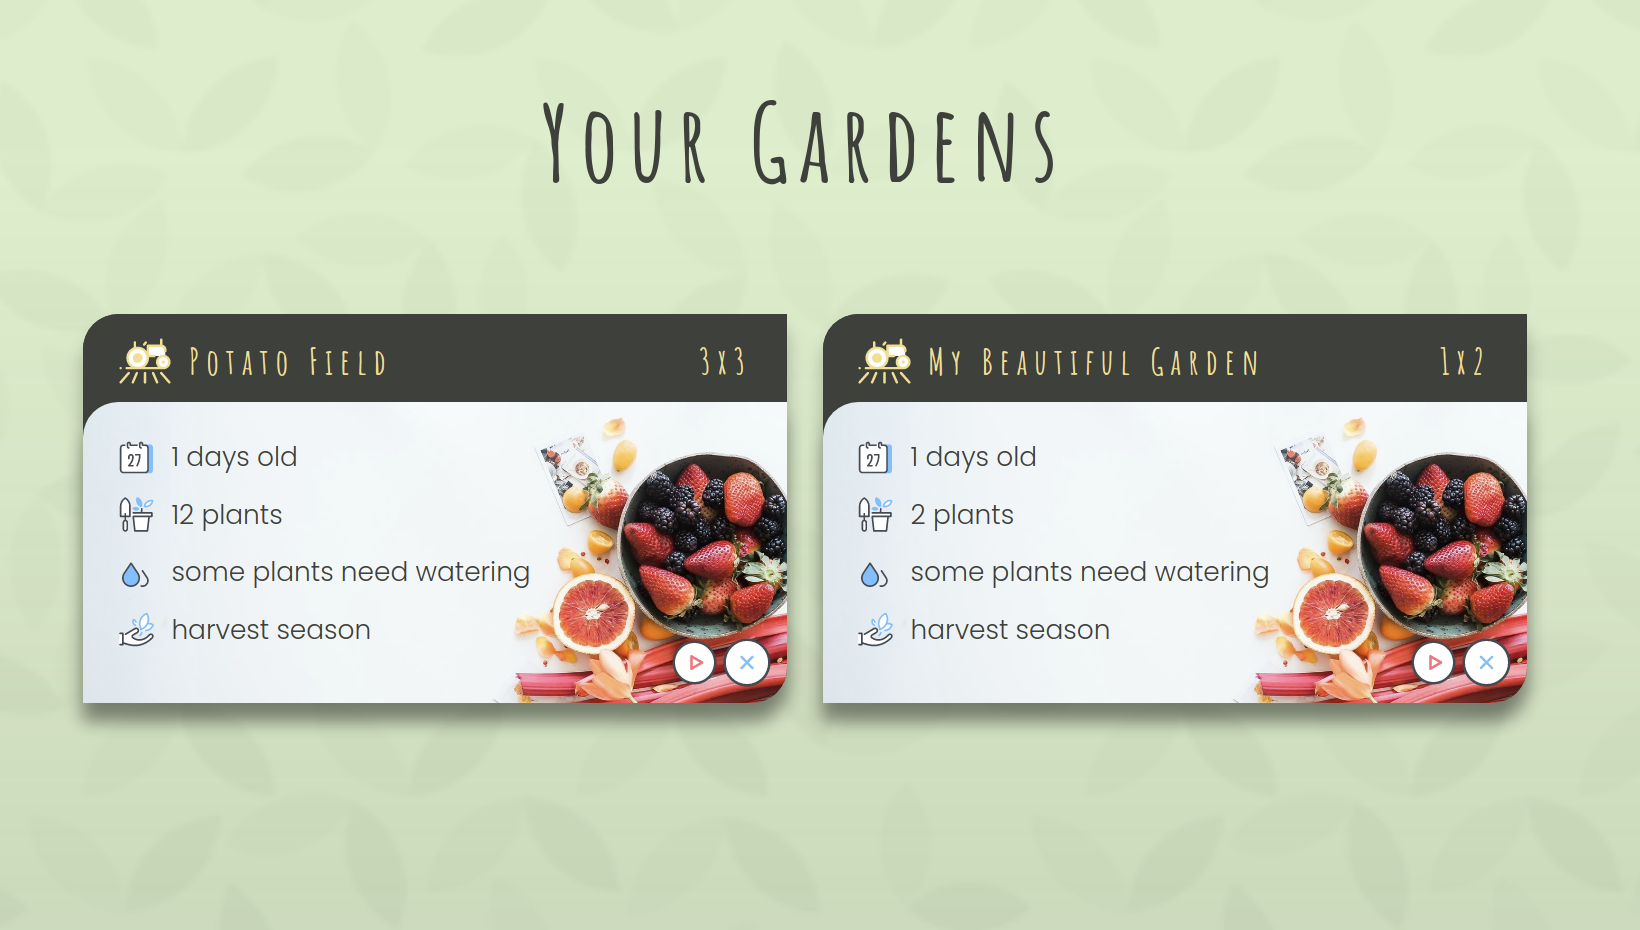 Your Gardens
Potato Field
3x3
27
1 days old
12 plants
some plants need watering
harvest season
My Beautiful Garden
1x2
27
1 days old
2 plants
some plants need watering
harvest season